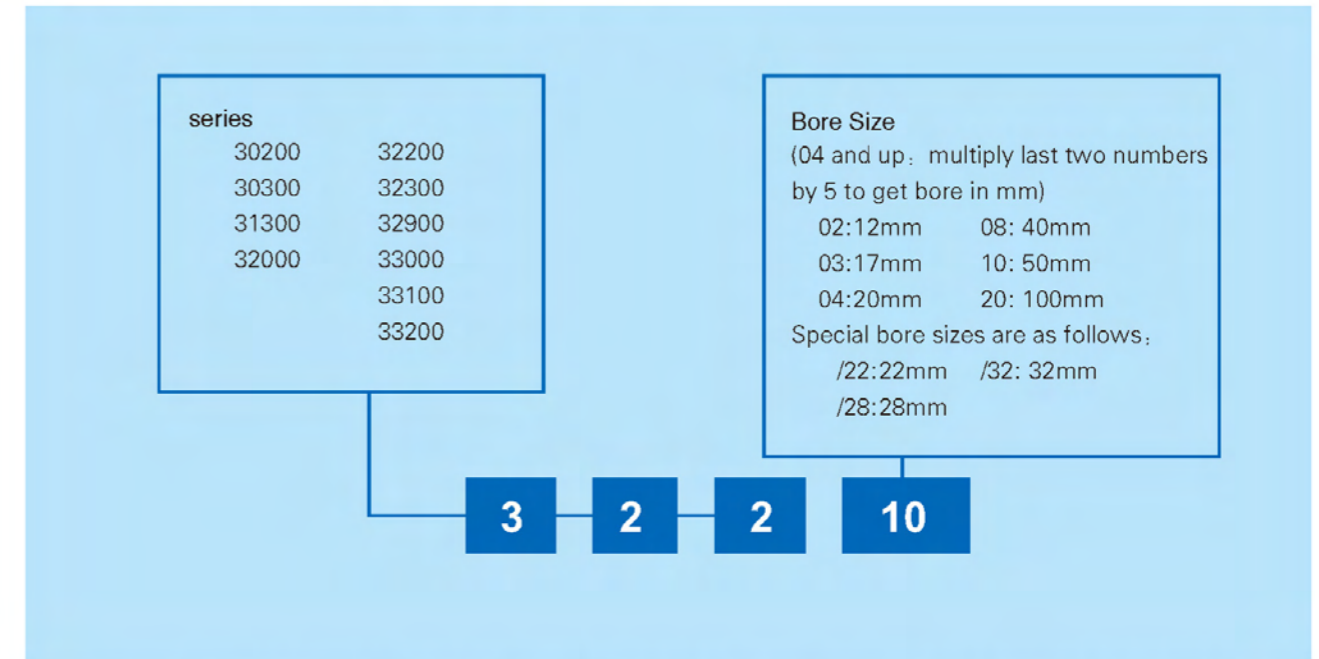 series
30200 32200
30300 32300
31300 32900
32000 33000
33100
33200
Bore Size
(04 and up: multiply last two numbers
by 5 to get bore in mm)
02:12mm 08: 40mm
03:17mm 10: 50mm
04:20mm 20: 100mm
Special bore sizes are as follows:
/22:22mm /32: 32mm
/28:28mm
3 2 2 10